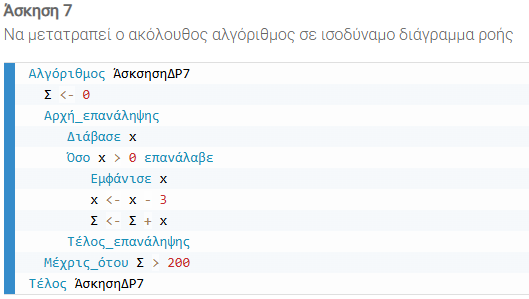 Άσκηση 7
Να μετατραπεί ο ακόλουθος αλγόριθμος σε ισοδύναμο διάγραμμα ροής
Αλγόριθμος ΆσκσησηΔΡ7
Σ <- 0
Αρχή_επανάληψης
Διάβασε x
Όσο x > 0 επανάλαβε
Εμφάνισε x
x <- x - 3
Σ <- Σ + x
Τέλος_επανάληψης
Μέχρις_ότου Σ > 200
Τέλος ΆσκησηΔΡ7